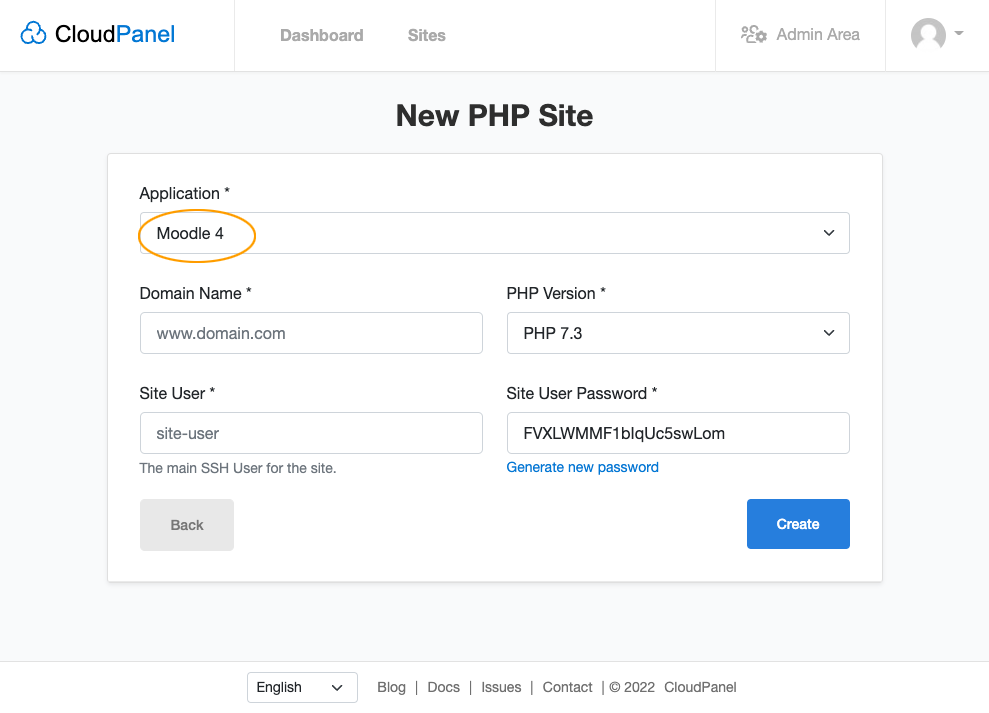 CloudPanel
Dashboard Sites Admin Area
New PHP Site
Application *
Moodle 4
Domain Name * PHP Version *
www.domain.com PHP 7.3
Site User * Site User Password *
site-user FVXLWMMF1bIqUc5swLom
The main SSH User for the site. Generate new password
Back Create
English Blog | Docs | Issues | Contact | © 2022 CloudPanel